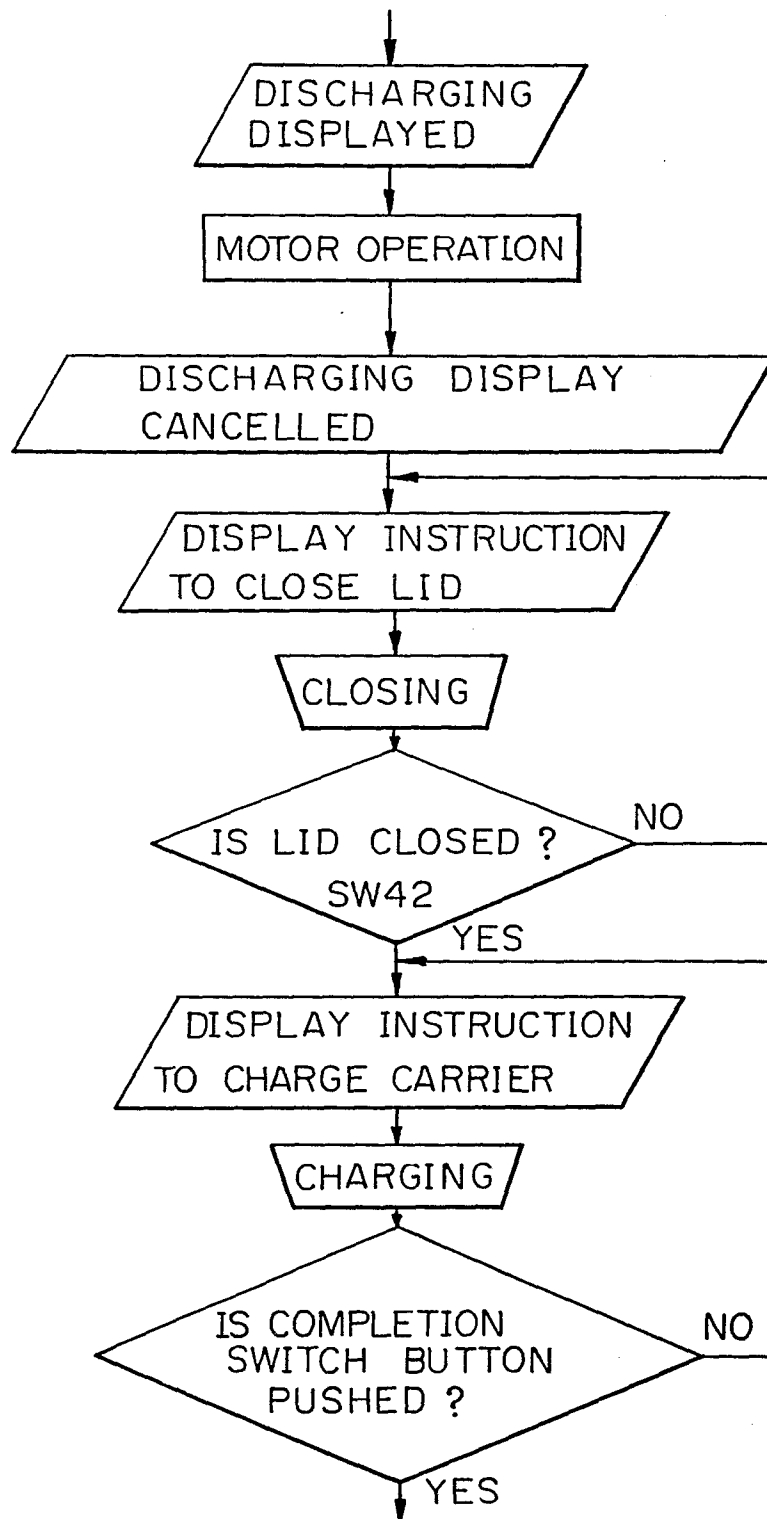 DISCHARGING
DISPLAYED
MOTOR OPERATION
DISCHARGING DISPLAY
CANCELLED
DISPLAY INSTRUCTION
TO CLOSE LID
CLOSING
IS LID CLOSED ?
SW42
NO
YES
DISPLAY INSTRUCTION
TO CHARGE CARRIER
CHARGING
IS COMPLETION
SWITCH BUTTON
PUSHED ?
NO
YES